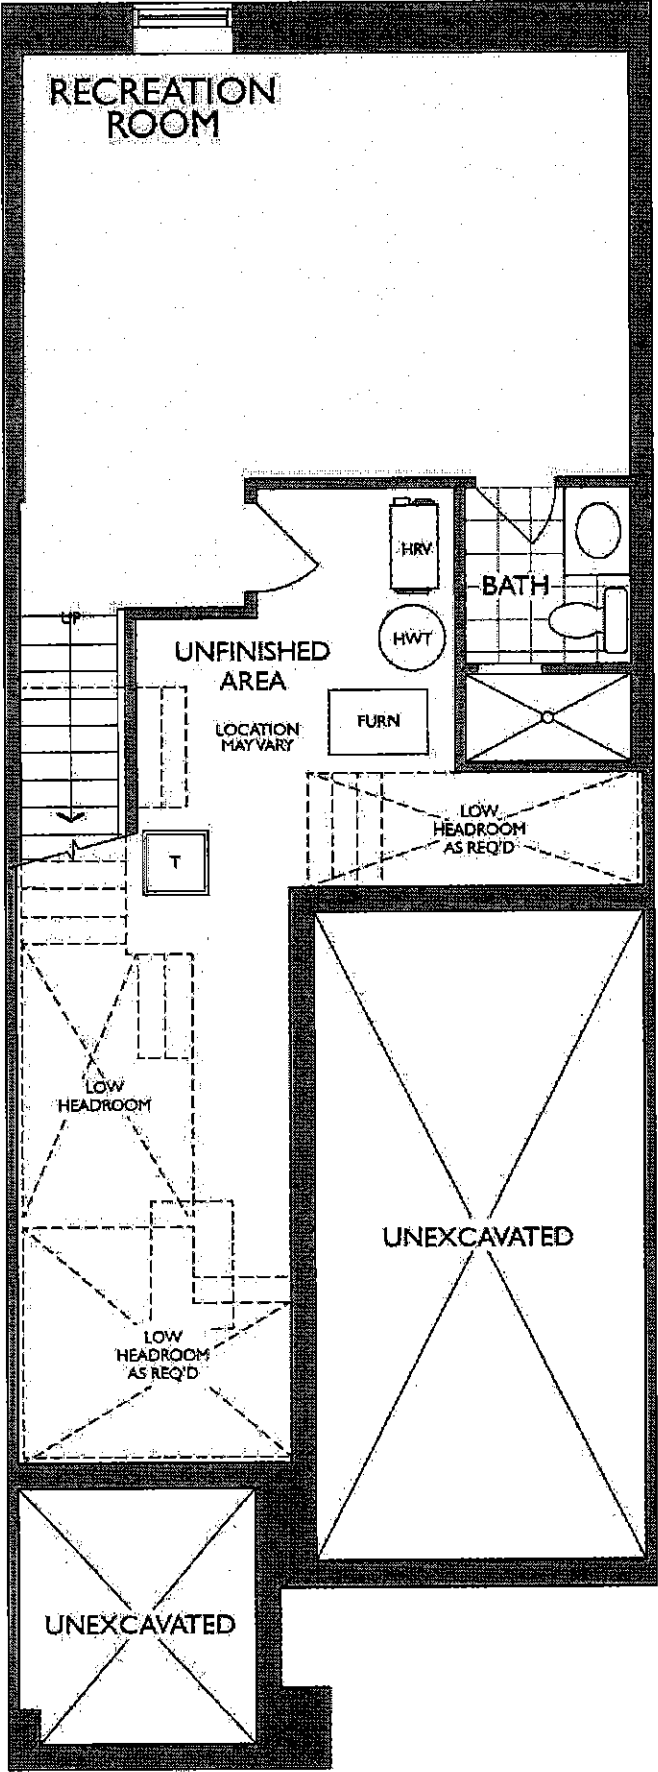 RECREATION
ROOM
HRV
BATH
UP
HWT
UNFINISHED
AREA
LOCATION
MAY VARY
FURN
LOW
HEADROOM
AS REQ'D
T
LOW
HEADROOM
UNEXCAVATED
LOW
HEADROOM
AS REQ'D
UNEXCAVATED